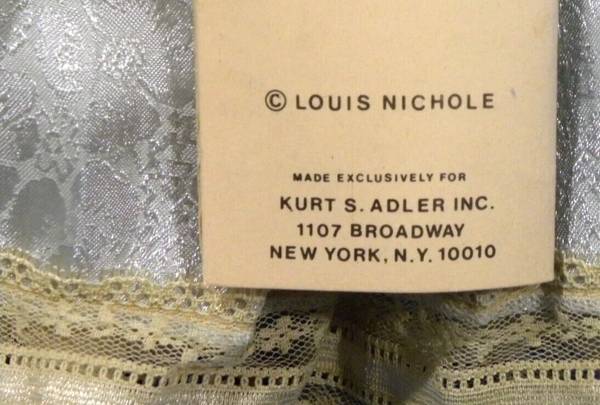 © LOUIS NICHOLE
MADE EXCLUSIVELY FOR
KURT S. ADLER INC.
1107 BROADWAY
NEW YORK, N.Y. 10010